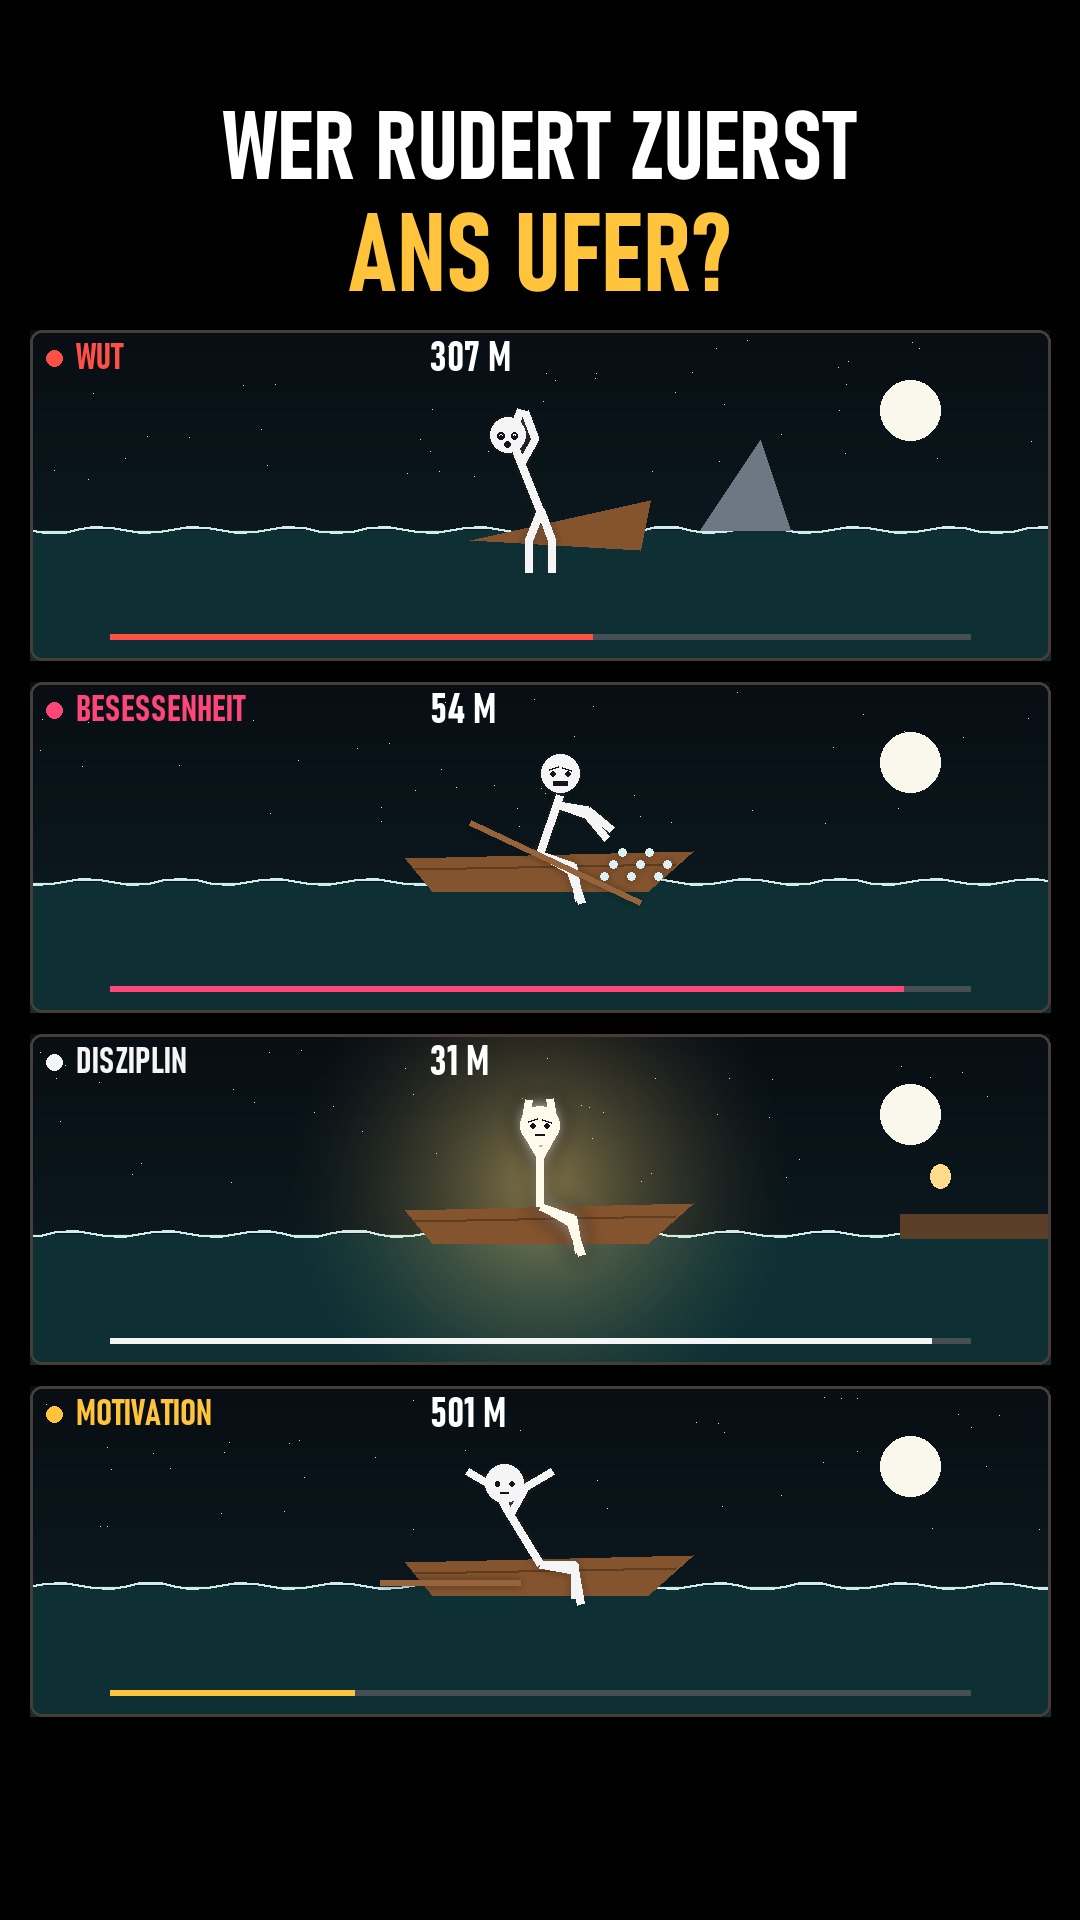 WER RUDERT ZUERST
ANS UFER?
WUT 307 M
BESESSENHEIT 54 M
DISZIPLIN 31 M
MOTIVATION 501 M